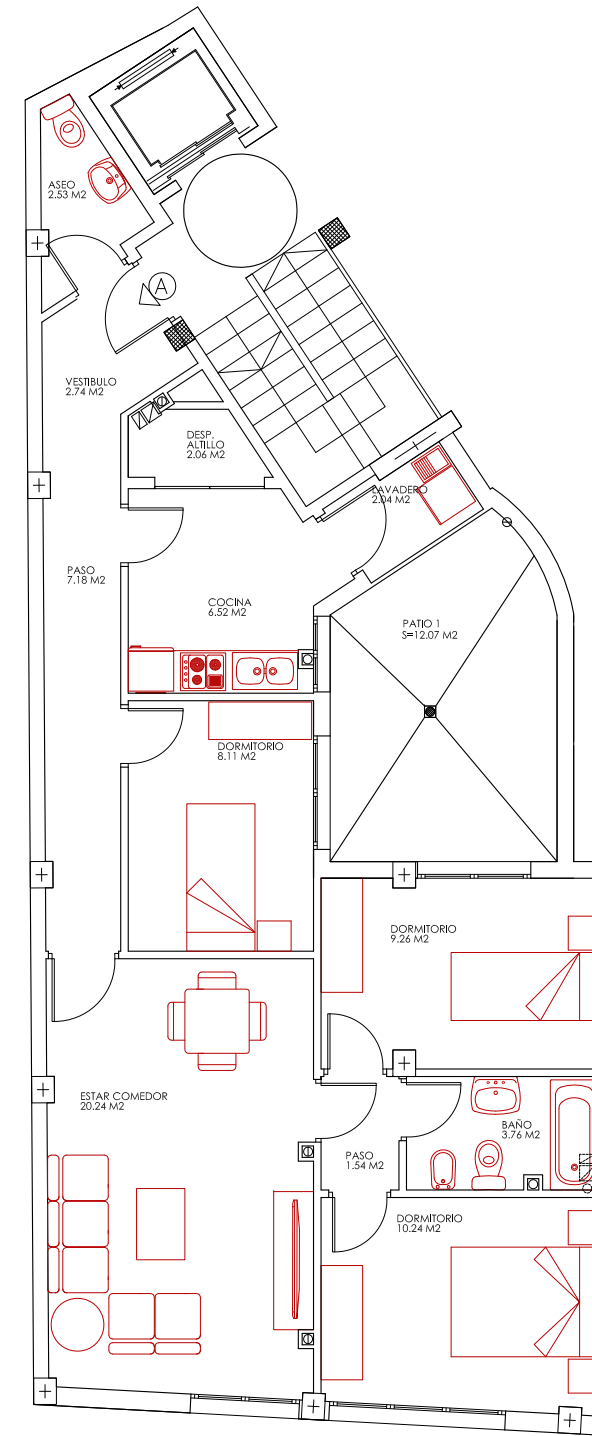 ASEO
2.53 M2
A
VESTIBULO
2.74 M2
DESP.
ALTILLO
2.06 M2
LAVADERO
2.04 M2
PASO
7.18 M2
COCINA
6.52 M2
PATIO 1
S=12.07 M2
DORMITORIO
8.11 M2
DORMITORIO
9.26 M2
ESTAR COMEDOR
20.24 M2
BAÑO
3.76 M2
PASO
1.54 M2
DORMITORIO
10.24 M2